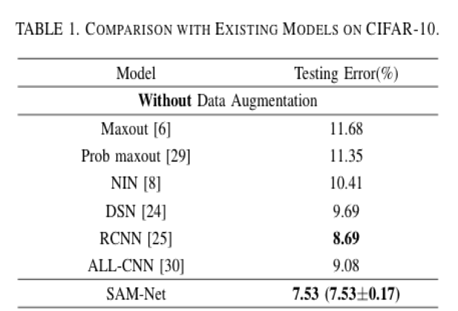 TABLE 1. COMPARISON WITH EXISTING MODELS ON CIFAR-10.
Model Testing Error(%)
Without Data Augmentation
Maxout [6] 11.68
Prob maxout [29] 11.35
NIN [8] 10.41
DSN [24] 9.69
RCNN [25] 8.69
ALL-CNN [30] 9.08
SAM-Net 7.53 (7.53±0.17)